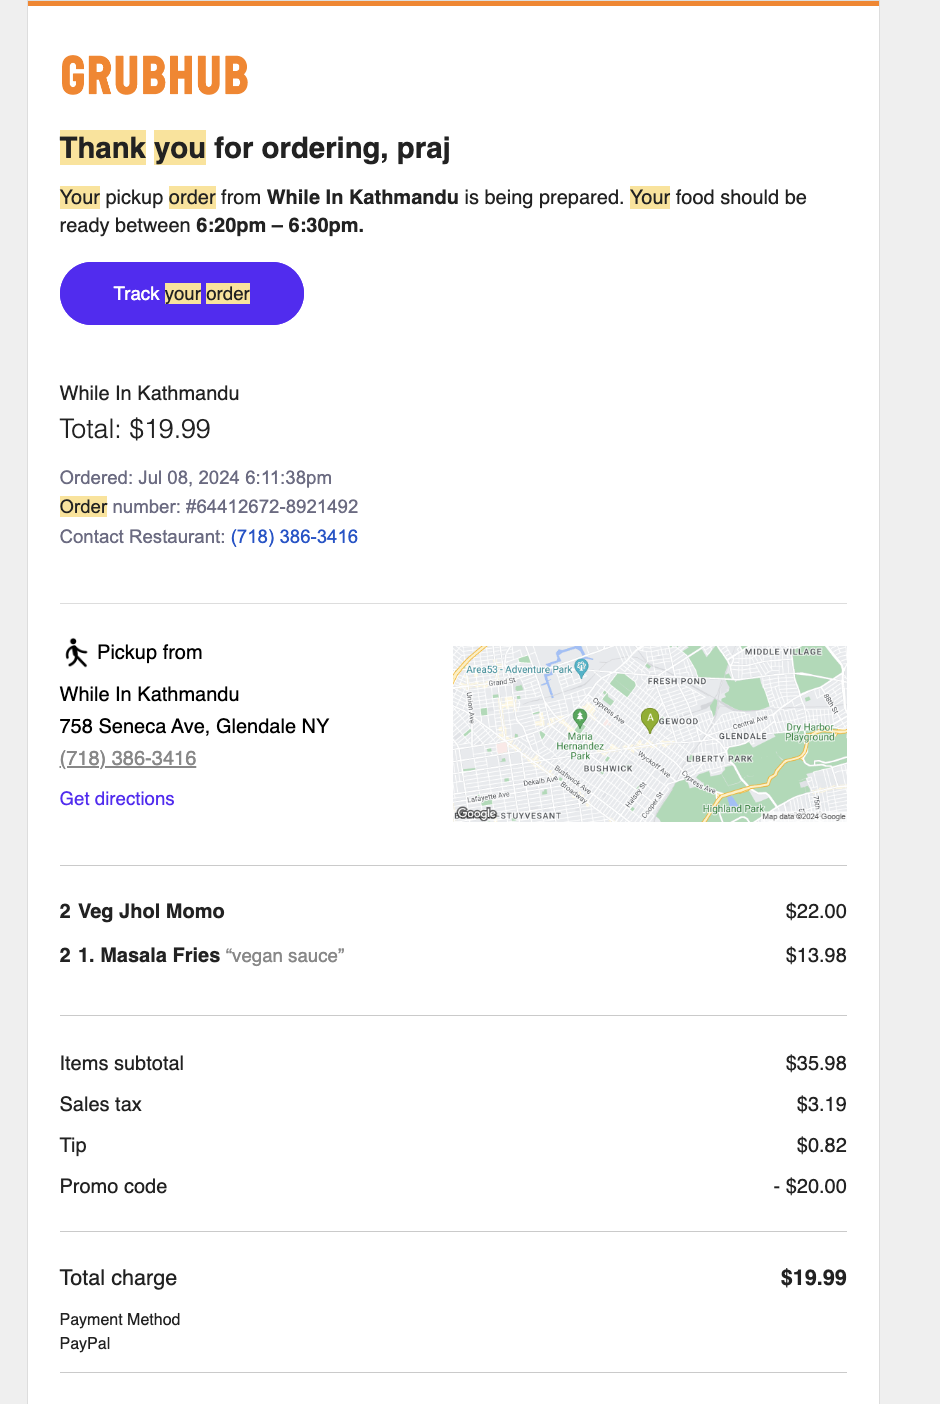 GRUBHUB
Thank you for ordering, praj
Your pickup order from While In Kathmandu is being prepared. Your food should be
ready between 6:20pm – 6:30pm.
Track your order
While In Kathmandu
Total: $19.99
Ordered: Jul 08, 2024 6:11:38pm
Order number: #64412672-8921492
Contact Restaurant: (718) 386-3416
Pickup from
While In Kathmandu
758 Seneca Ave, Glendale NY
(718) 386-3416
Get directions
MIDDLE VILLAGE
Area53 - Adventure Park
Grand St
FRESH POND
Union Ave
Cypress Ave
88th St
A
GEWOOD
Central Ave
Dry Harbor
Playground
GLENDALE
Maria
Hernandez
Park
Wyckoff Ave
LIBERTY PARK
BUSHWICK
Bushwick Ave
Cypress Ave
Dekalb Ave
Broadway
Halsey St
Cooper St
Lafayette Ave
75th
Highland Park
Google
-STUYVESANT
Map data ©2024 Google
2 Veg Jhol Momo $22.00
2 1. Masala Fries “vegan sauce” $13.98
Items subtotal $35.98
Sales tax $3.19
Tip $0.82
Promo code - $20.00
Total charge $19.99
Payment Method
PayPal